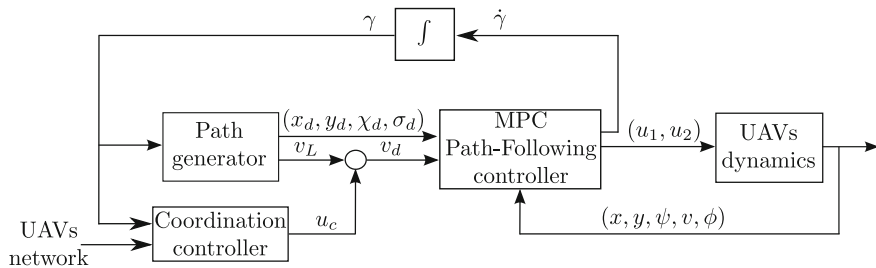 γ
∫
γ̇
Path
generator
(x_d, y_d, χ_d, σ_d)
v_L
v_d
MPC
Path-Following
controller
(u_1, u_2)
UAVs
dynamics
UAVs
network
Coordination
controller
u_c
(x, y, ψ, v, ϕ)